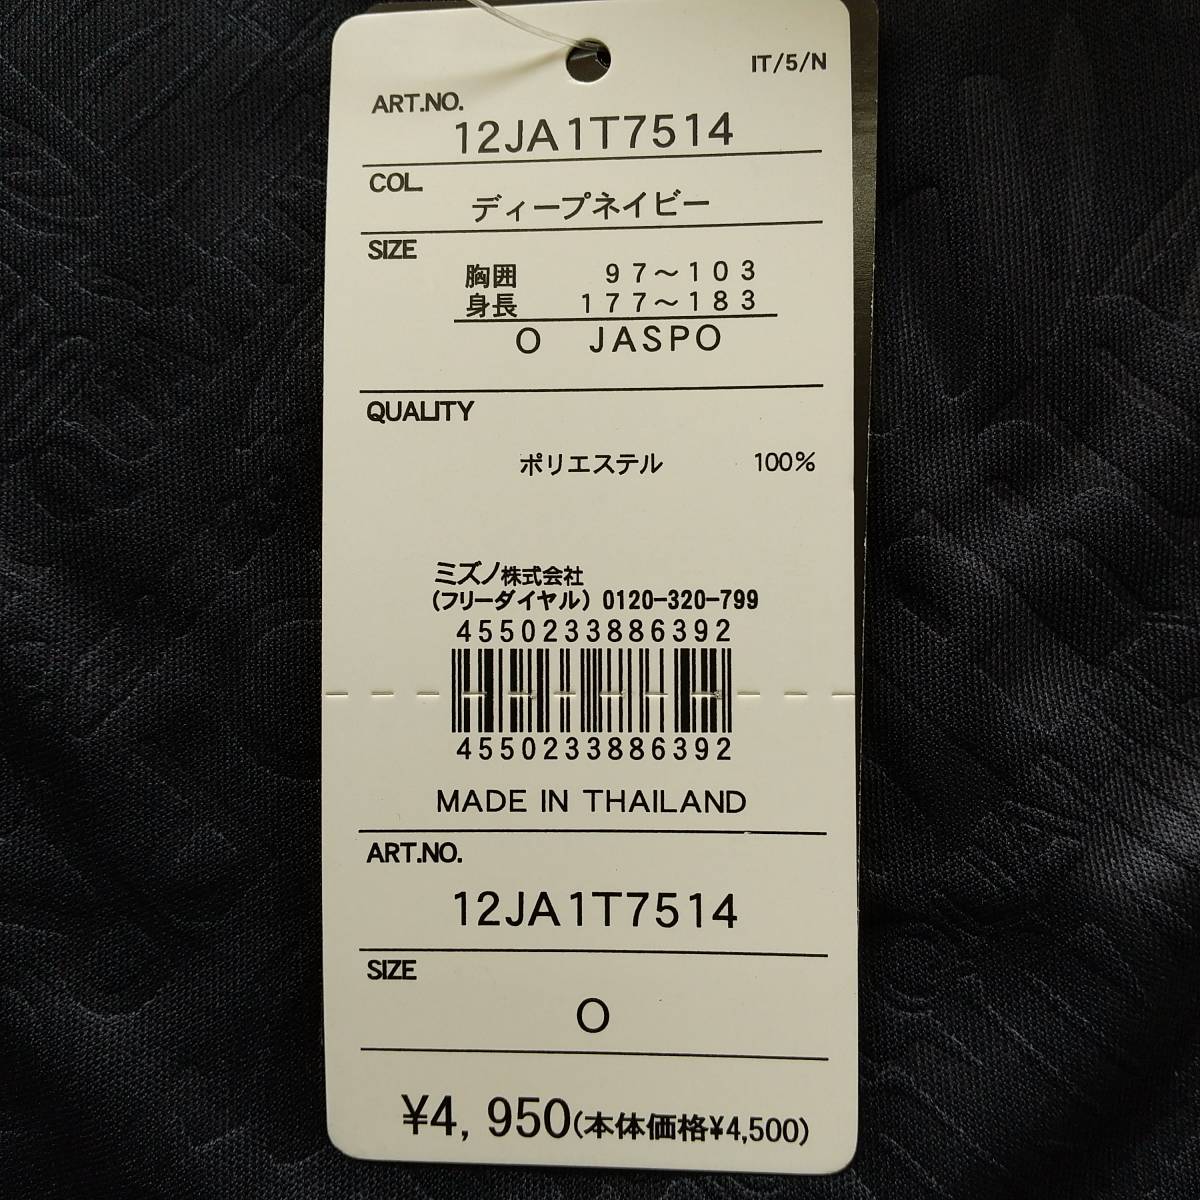 IT/5/N
ART.NO.
12JA1T7514
COL.
ディープネイビー
SIZE
胸囲 97~103
身長 177~183
O JASPO
QUALITY
ポリエステル 100%
ミズノ株式会社
(フリーダイヤル) 0120-320-799
4550233886392
4550233886392
MADE IN THAILAND
ART.NO.
12JA1T7514
SIZE
O
¥4,950(本体価格¥4,500)